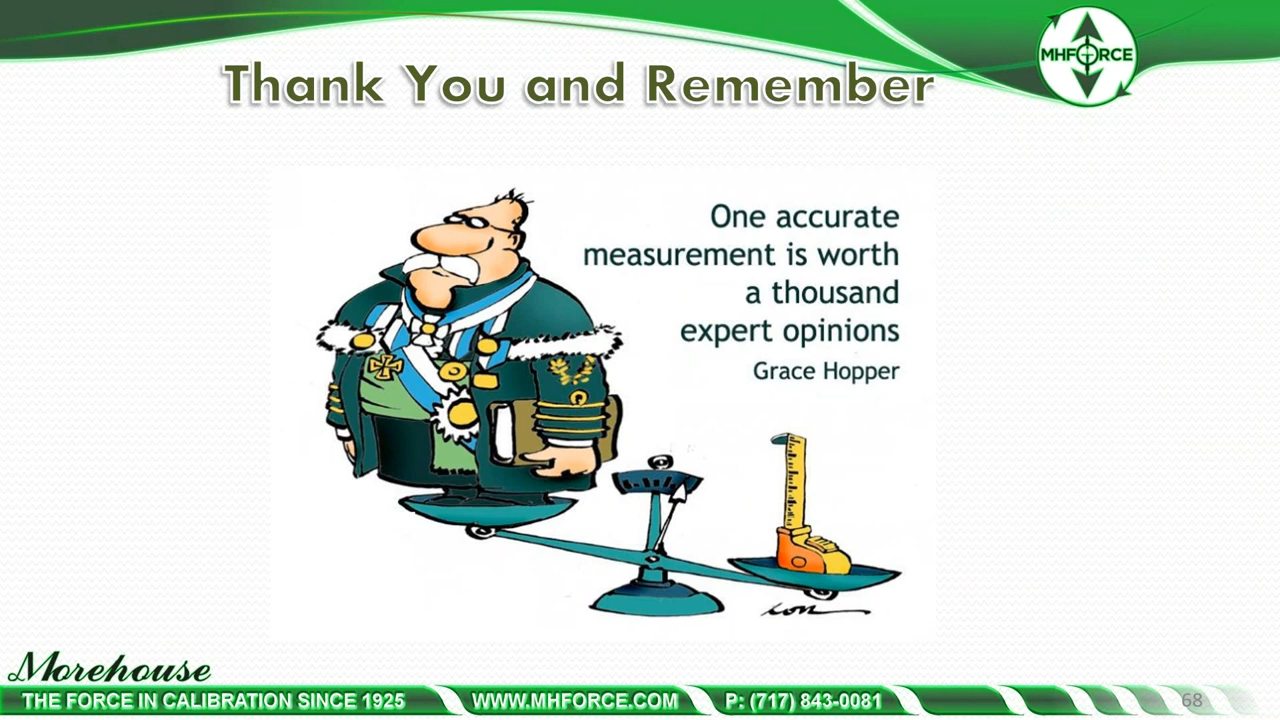 MHFORCE
Thank You and Remember
One accurate
measurement is worth
a thousand
expert opinions
Grace Hopper
Morehouse
THE FORCE IN CALIBRATION SINCE 1925 WWW.MHFORCE.COM P: (717) 843-0081 68